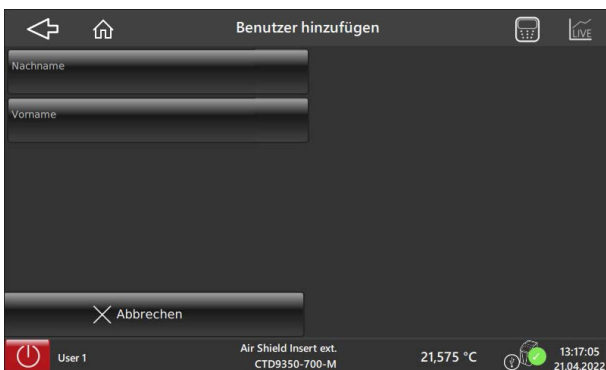 Benutzer hinzufügen
LIVE
Nachname
Vorname
Abbrechen
User 1
Air Shield Insert ext.
CTD9350-700-M
21,575 °C
13:17:05
21.04.2022